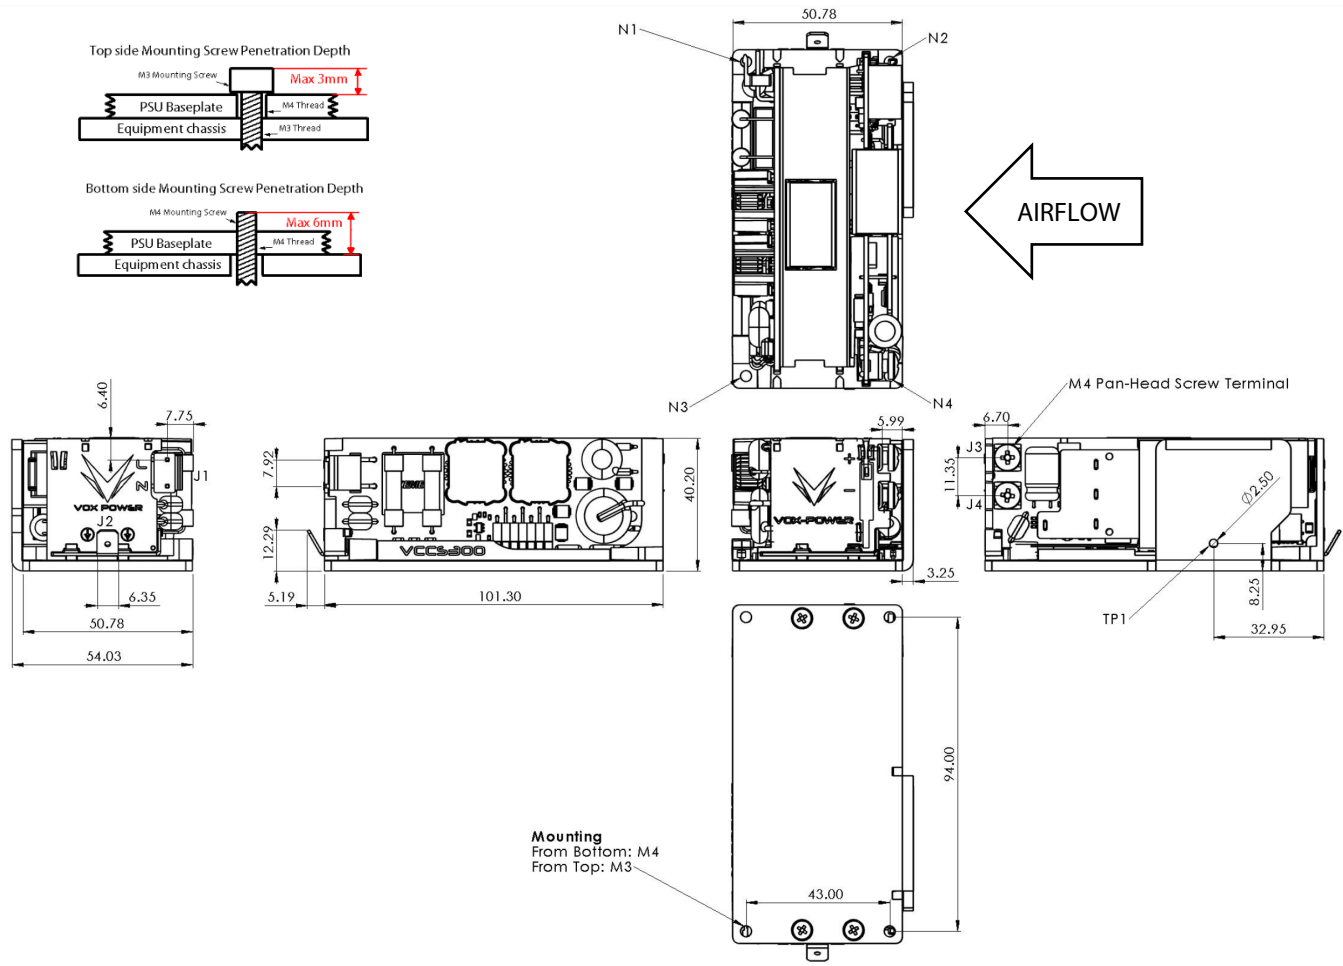 Top side Mounting Screw Penetration Depth
M3 Mounting Screw
Max 3mm
PSU Baseplate
M4 Thread
Equipment chassis
M3 Thread
Bottom side Mounting Screw Penetration Depth
M4 Mounting Screw
Max 6mm
PSU Baseplate
M4 Thread
Equipment chassis
50.78
N1
N2
AIRFLOW
N3
N4
6.40
7.75
L
N
J1
VOX POWER
J2
6.35
50.78
54.03
7.92
12.29
VCCS300
5.19
101.30
40.20
5.99
+
−
VOX-POWER
3.25
M4 Pan-Head Screw Terminal
6.70
J3
11.35
J4
Ø2.50
TP1
8.25
32.95
94.00
Mounting
From Bottom: M4
From Top: M3
43.00